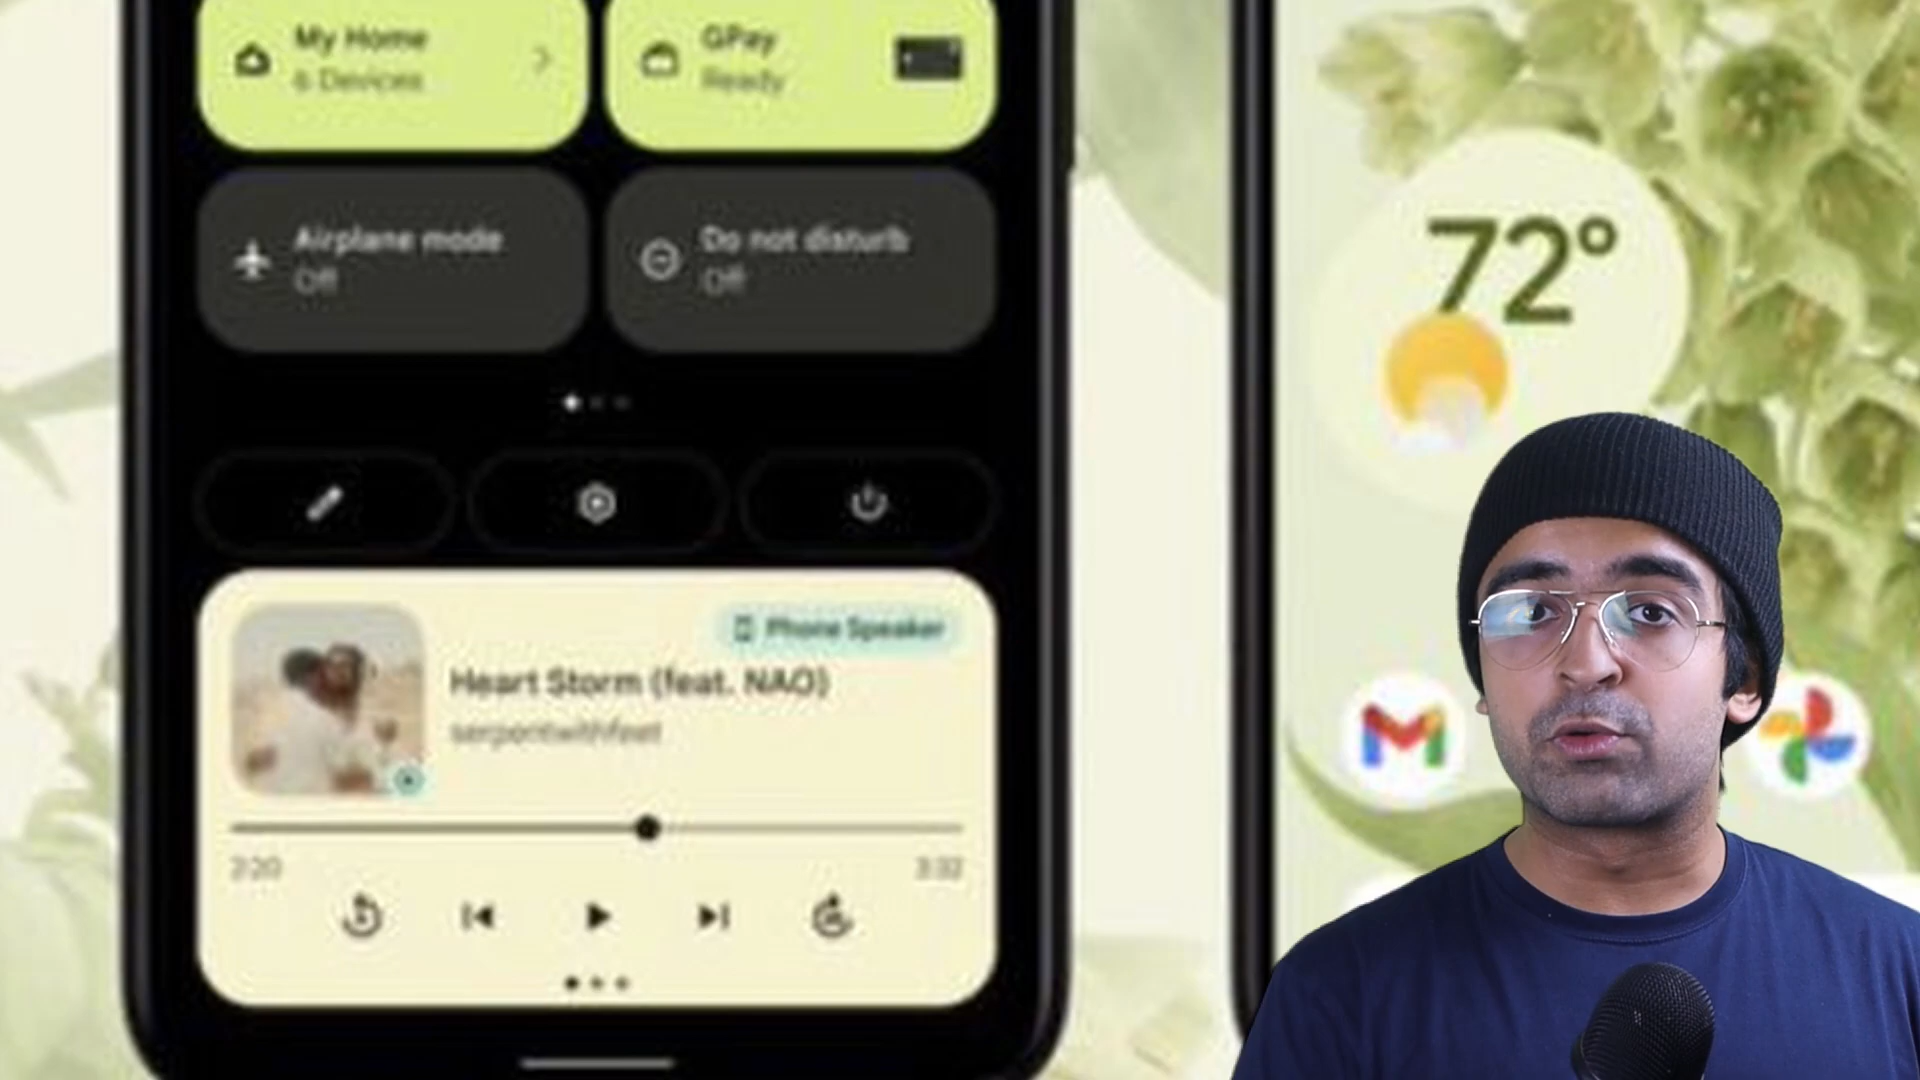 My Home
6 Devices
GPay
Ready
Airplane mode
Off
Do not disturb
Off
Phone Speaker
Heart Storm (feat. NAO)
serpentwithfeet
2:20
3:32
72°